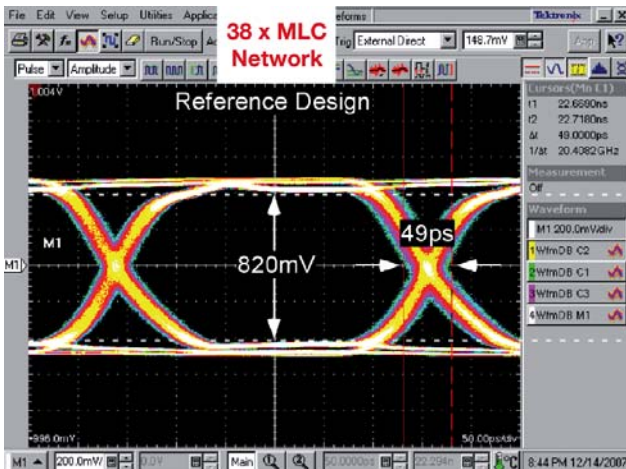 File Edit View Setup Utilities
Tektronix
38 x MLC
Network
Run/Stop
Trig External Direct 148.7mV
Pulse Amplitude
1.004V
Reference Design
M1
M1
820mV
49ps
-996.0mV
50.00ps/div
Cursors(Mn C1)
t1 22.6690ns
t2 22.7180ns
Δt 49.0000ps
1/Δt 20.4082GHz
Measurement
Off
Waveform
M1 200.0mV/div
1 WfmDB C2
2 WfmDB C1
3 WfmDB C3
4 WfmDB M1
M1 200.0mV/ 0.0V Main 50.0000ps 22.294n °C 8:44 PM 12/14/2007